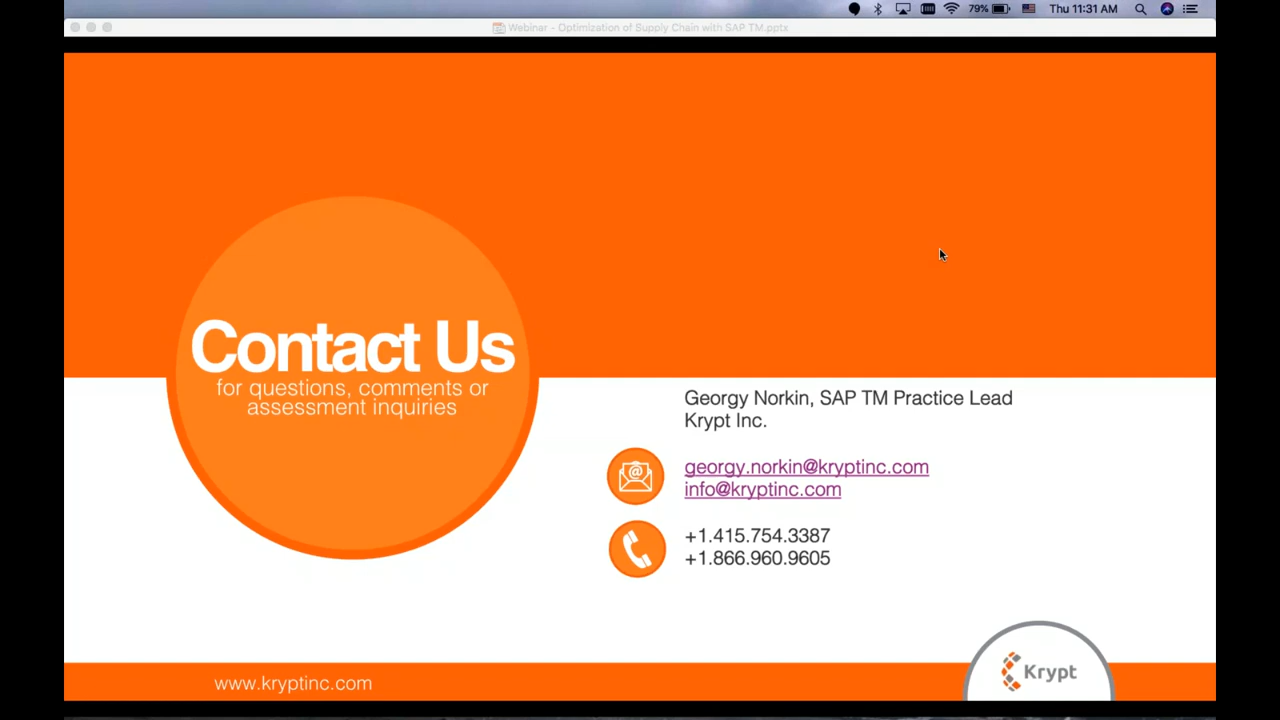 79% Thu 11:31 AM
Webinar - Optimization of Supply Chain with SAP TM.pptx
Contact Us
for questions, comments or
assessment inquiries
Georgy Norkin, SAP TM Practice Lead
Krypt Inc.
georgy.norkin@kryptinc.com
info@kryptinc.com
+1.415.754.3387
+1.866.960.9605
www.kryptinc.com
Krypt